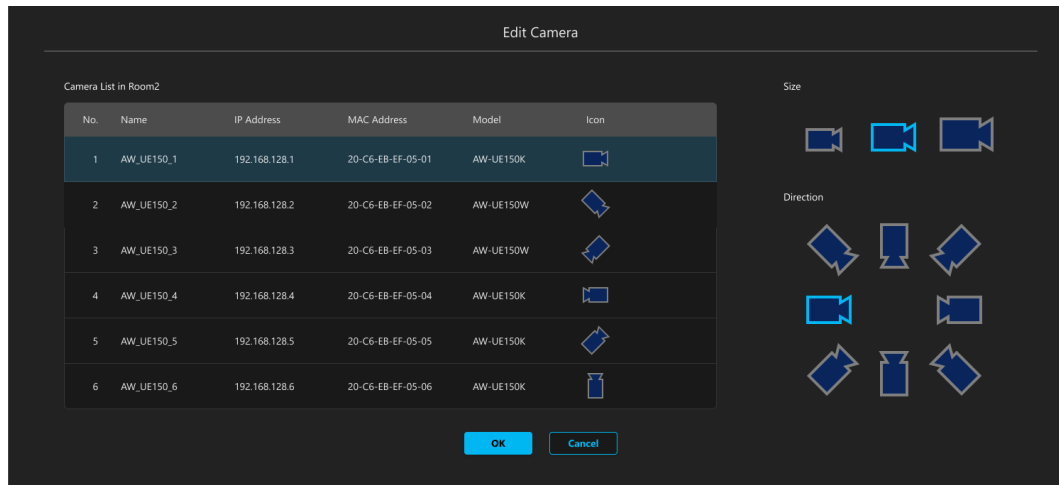 Edit Camera
Camera List in Room2
Size
No. Name IP Address MAC Address Model Icon
1 AW_UE150_1 192.168.128.1 20-C6-EB-EF-05-01 AW-UE150K
2 AW_UE150_2 192.168.128.2 20-C6-EB-EF-05-02 AW-UE150W
Direction
3 AW_UE150_3 192.168.128.3 20-C6-EB-EF-05-03 AW-UE150W
4 AW_UE150_4 192.168.128.4 20-C6-EB-EF-05-04 AW-UE150K
5 AW_UE150_5 192.168.128.5 20-C6-EB-EF-05-05 AW-UE150K
6 AW_UE150_6 192.168.128.6 20-C6-EB-EF-05-06 AW-UE150K
OK Cancel